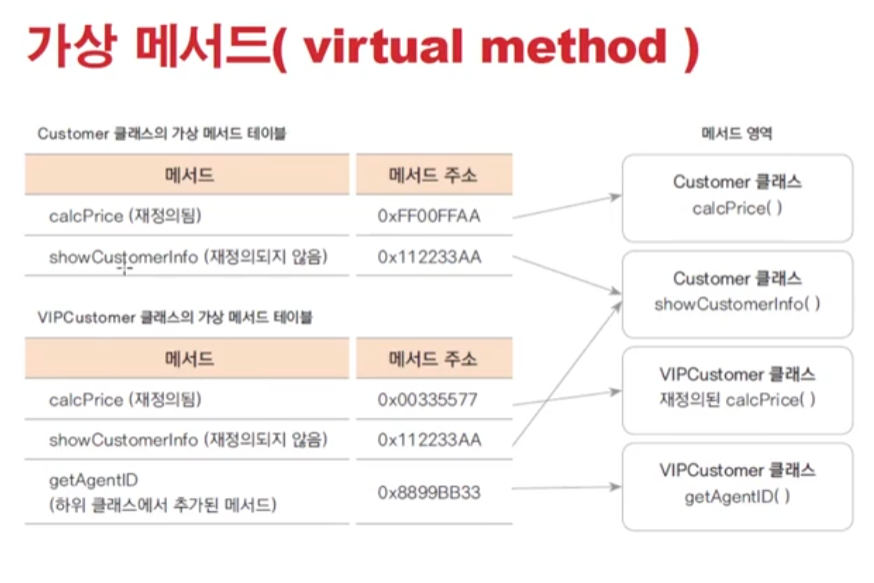 가상 메서드( virtual method )
Customer 클래스의 가상 메서드 테이블
메서드 메서드 주소
calcPrice (재정의됨) 0xFF00FFAA
showCustomerInfo (재정의되지 않음) 0x112233AA
VIPCustomer 클래스의 가상 메서드 테이블
메서드 메서드 주소
calcPrice (재정의됨) 0x00335577
showCustomerInfo (재정의되지 않음) 0x112233AA
getAgentID
(하위 클래스에서 추가된 메서드) 0x8899BB33
메서드 영역
Customer 클래스
calcPrice( )
Customer 클래스
showCustomerInfo( )
VIPCustomer 클래스
재정의된 calcPrice( )
VIPCustomer 클래스
getAgentID( )